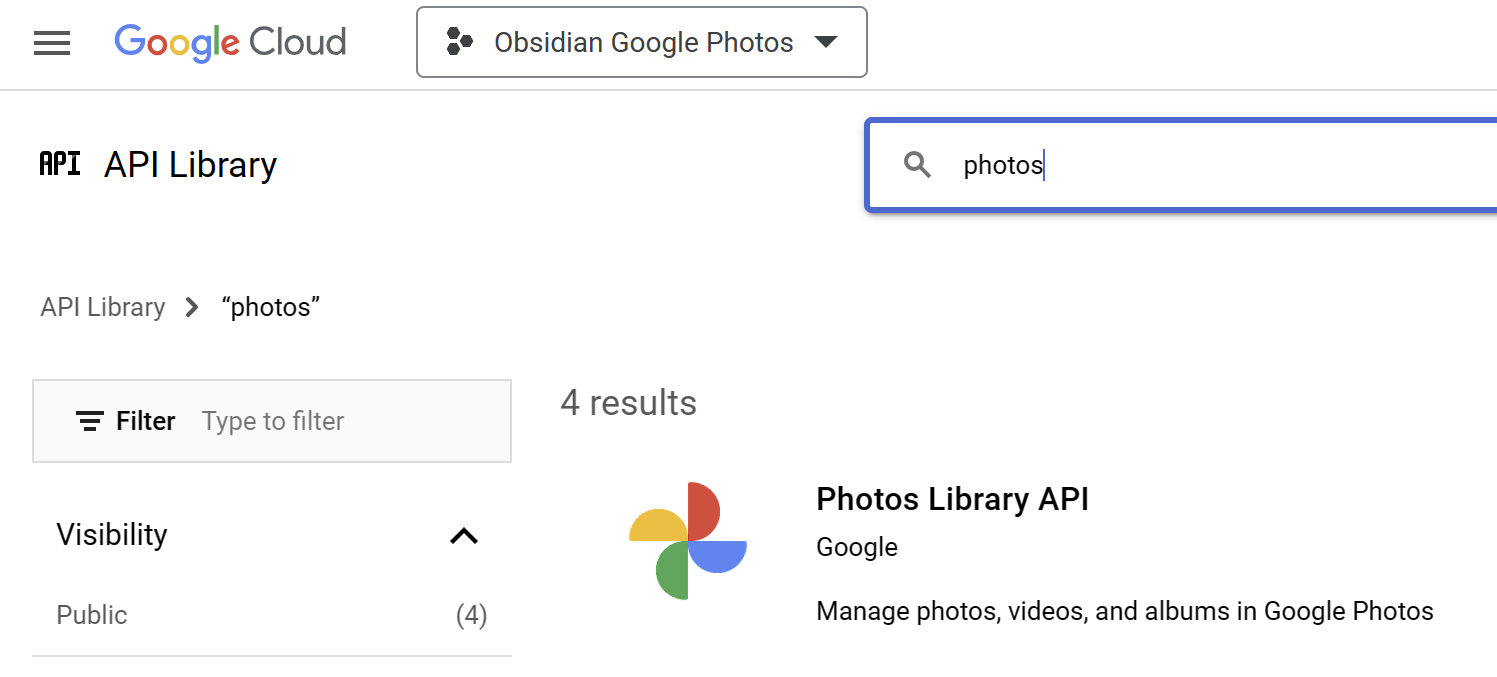 Google Cloud
Obsidian Google Photos
API API Library
photos
API Library “photos”
Filter Type to filter
4 results
Photos Library API
Google
Manage photos, videos, and albums in Google Photos
Visibility
Public (4)